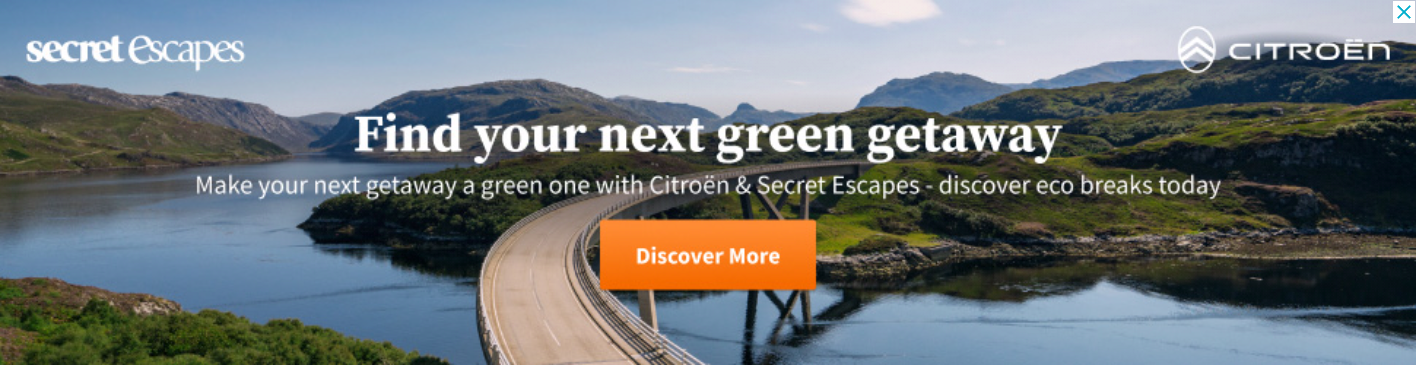 secret escapes
CITROËN
Find your next green getaway
Make your next getaway a green one with Citroën & Secret Escapes - discover eco breaks today
Discover More